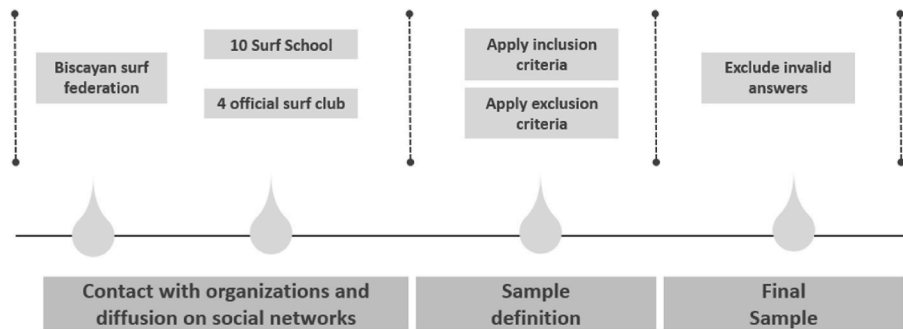 Biscayan surf
federation
10 Surf School
4 official surf club
Apply inclusion
criteria
Apply exclusion
criteria
Exclude invalid
answers
Contact with organizations and
diffusion on social networks
Sample
definition
Final
Sample